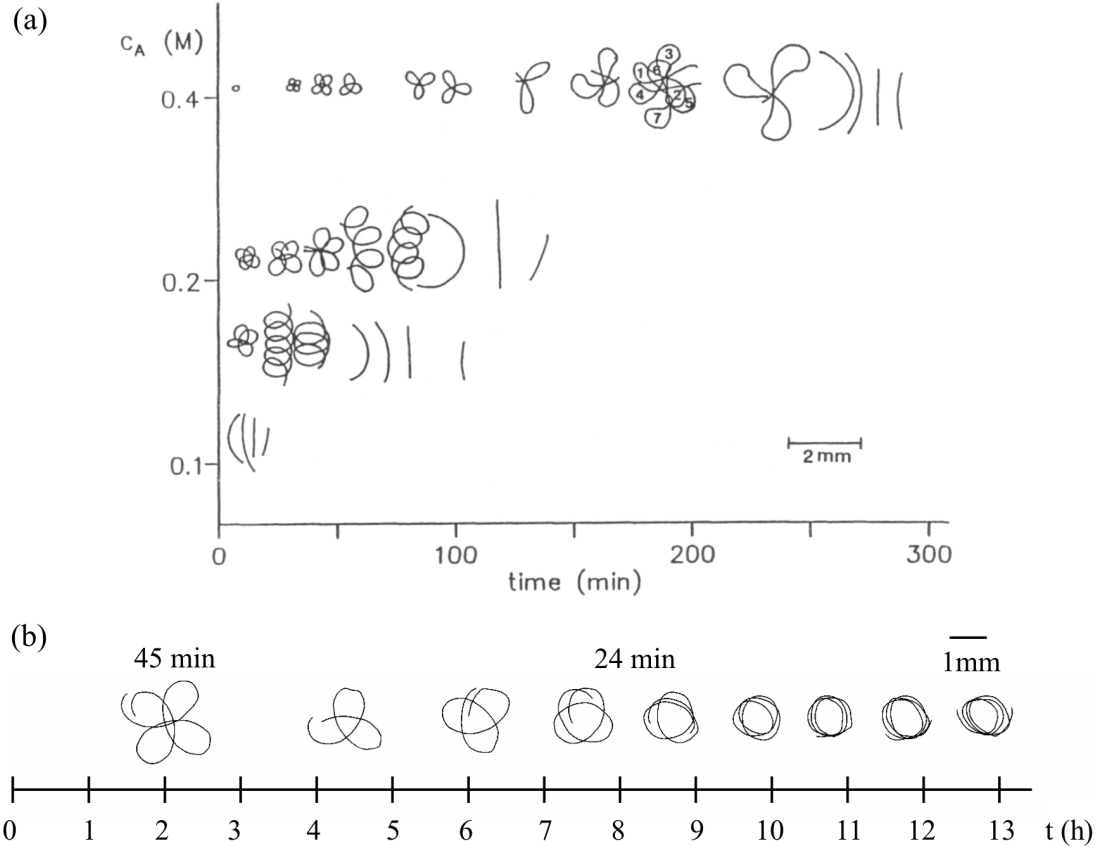 (a)
c_A (M)
0.4
1 6 3
4 2 5
7
0.2
0.1
2 mm
0 100 200 300
time (min)
(b)
45 min 24 min 1mm
0 1 2 3 4 5 6 7 8 9 10 11 12 13 t (h)